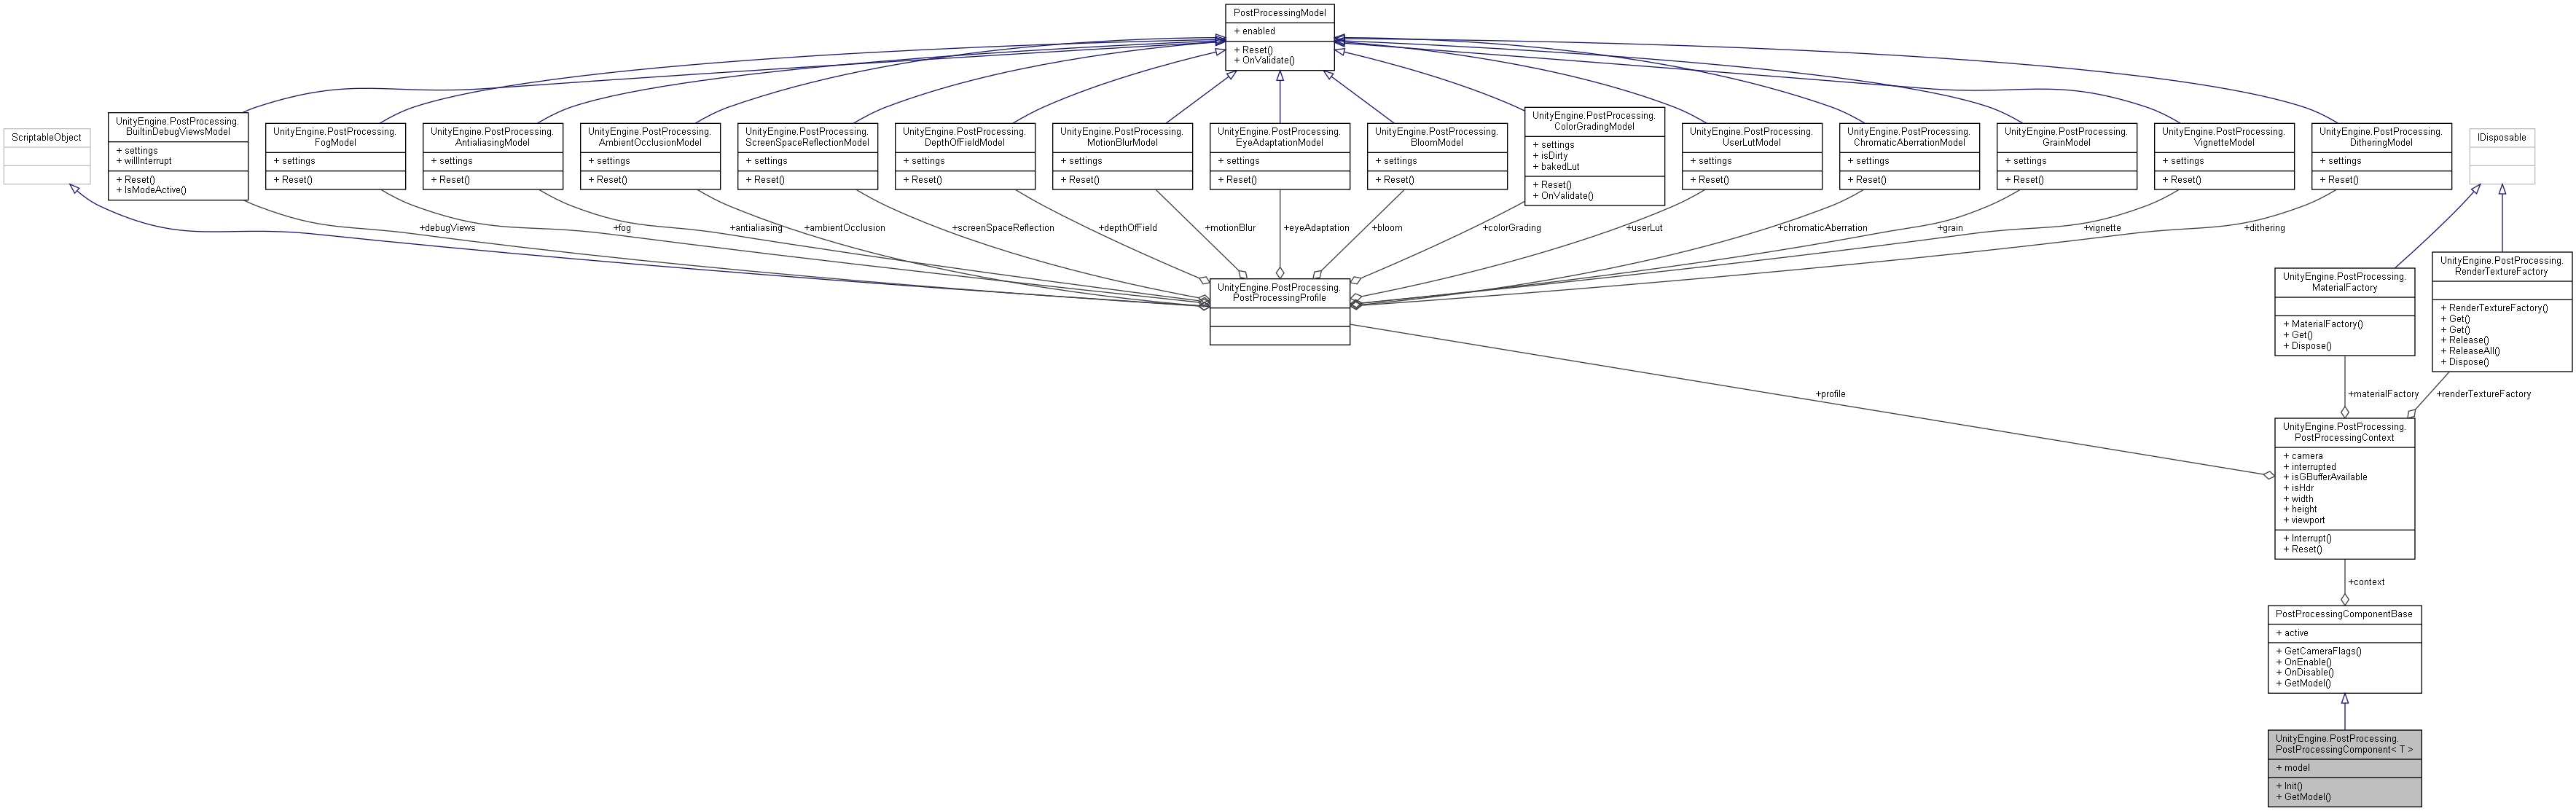 PostProcessingModel
+ enabled
+ Reset()
+ OnValidate()
ScriptableObject
UnityEngine.PostProcessing.
BuiltinDebugViewsModel
+ settings
+ willInterrupt
+ Reset()
+ IsModeActive()
UnityEngine.PostProcessing.
FogModel
+ settings
+ Reset()
UnityEngine.PostProcessing.
AntialiasingModel
+ settings
+ Reset()
UnityEngine.PostProcessing.
AmbientOcclusionModel
+ settings
+ Reset()
UnityEngine.PostProcessing.
ScreenSpaceReflectionModel
+ settings
+ Reset()
UnityEngine.PostProcessing.
DepthOfFieldModel
+ settings
+ Reset()
UnityEngine.PostProcessing.
MotionBlurModel
+ settings
+ Reset()
UnityEngine.PostProcessing.
EyeAdaptationModel
+ settings
+ Reset()
UnityEngine.PostProcessing.
BloomModel
+ settings
+ Reset()
UnityEngine.PostProcessing.
ColorGradingModel
+ settings
+ isDirty
+ bakedLut
+ Reset()
+ OnValidate()
UnityEngine.PostProcessing.
UserLutModel
+ settings
+ Reset()
UnityEngine.PostProcessing.
ChromaticAberrationModel
+ settings
+ Reset()
UnityEngine.PostProcessing.
GrainModel
+ settings
+ Reset()
UnityEngine.PostProcessing.
VignetteModel
+ settings
+ Reset()
UnityEngine.PostProcessing.
DitheringModel
+ settings
+ Reset()
IDisposable
+debugViews
+fog
+antialiasing
+ambientOcclusion
+screenSpaceReflection
+depthOfField
+motionBlur
+eyeAdaptation
+bloom
+colorGrading
+userLut
+chromaticAberration
+grain
+vignette
+dithering
UnityEngine.PostProcessing.
PostProcessingProfile
UnityEngine.PostProcessing.
MaterialFactory
+ MaterialFactory()
+ Get()
+ Dispose()
UnityEngine.PostProcessing.
RenderTextureFactory
+ RenderTextureFactory()
+ Get()
+ Get()
+ Release()
+ ReleaseAll()
+ Dispose()
+profile
+materialFactory
+renderTextureFactory
UnityEngine.PostProcessing.
PostProcessingContext
+ camera
+ interrupted
+ isGBufferAvailable
+ isHdr
+ width
+ height
+ viewport
+ Interrupt()
+ Reset()
+context
PostProcessingComponentBase
+ active
+ GetCameraFlags()
+ OnEnable()
+ OnDisable()
+ GetModel()
UnityEngine.PostProcessing.
PostProcessingComponent< T >
+ model
+ Init()
+ GetModel()